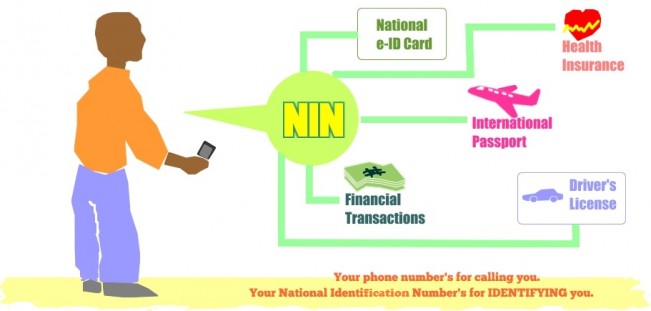 National
e-ID Card
Health
Insurance
NIN
International
Passport
Driver's
License
Financial
Transactions
Your phone number's for calling you.
Your National Identification Number's for IDENTIFYING you.